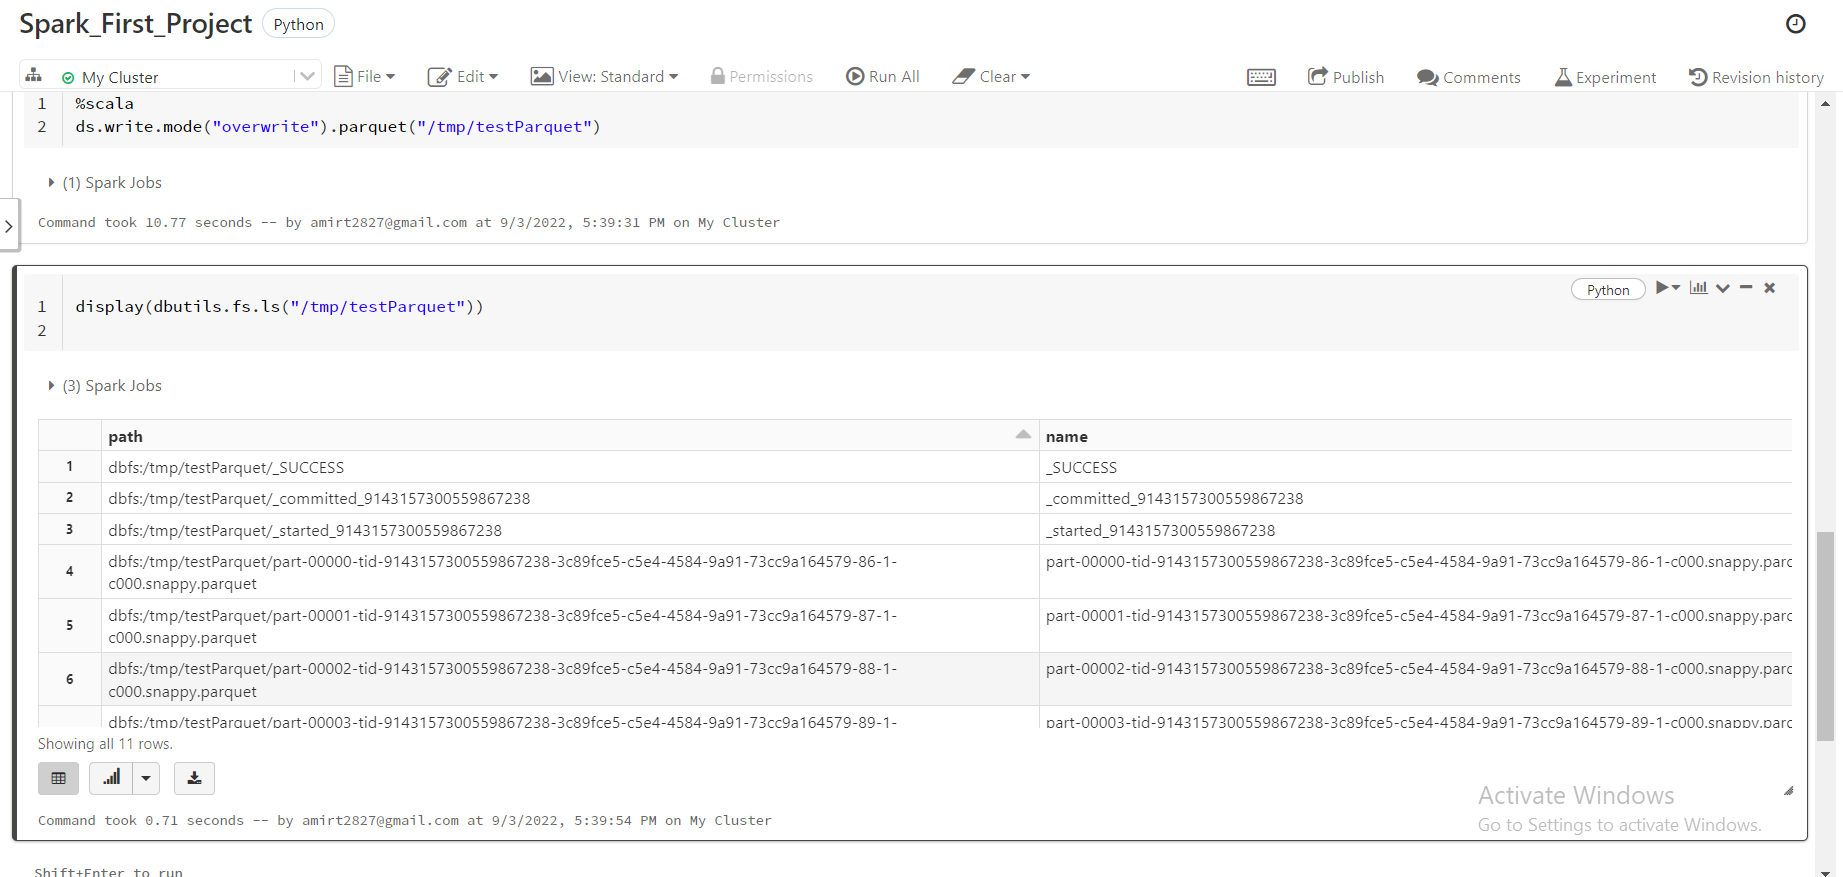 Spark_First_Project Python
My Cluster File Edit View: Standard Permissions Run All Clear Publish Comments Experiment Revision history
1 %scala
2 ds.write.mode("overwrite").parquet("/tmp/testParquet")
(1) Spark Jobs
Command took 10.77 seconds -- by amirt2827@gmail.com at 9/3/2022, 5:39:31 PM on My Cluster
Python
1 display(dbutils.fs.ls("/tmp/testParquet"))
2
(3) Spark Jobs
path name
1 dbfs:/tmp/testParquet/_SUCCESS _SUCCESS
2 dbfs:/tmp/testParquet/_committed_9143157300559867238 _committed_9143157300559867238
3 dbfs:/tmp/testParquet/_started_9143157300559867238 _started_9143157300559867238
4 dbfs:/tmp/testParquet/part-00000-tid-9143157300559867238-3c89fce5-c5e4-4584-9a91-73cc9a164579-86-1- part-00000-tid-9143157300559867238-3c89fce5-c5e4-4584-9a91-73cc9a164579-86-1-c000.snappy.parc
c000.snappy.parquet
5 dbfs:/tmp/testParquet/part-00001-tid-9143157300559867238-3c89fce5-c5e4-4584-9a91-73cc9a164579-87-1- part-00001-tid-9143157300559867238-3c89fce5-c5e4-4584-9a91-73cc9a164579-87-1-c000.snappy.parc
c000.snappy.parquet
6 dbfs:/tmp/testParquet/part-00002-tid-9143157300559867238-3c89fce5-c5e4-4584-9a91-73cc9a164579-88-1- part-00002-tid-9143157300559867238-3c89fce5-c5e4-4584-9a91-73cc9a164579-88-1-c000.snappy.parc
c000.snappy.parquet
dbfs:/tmp/testParquet/part-00003-tid-9143157300559867238-3c89fce5-c5e4-4584-9a91-73cc9a164579-89-1- part-00003-tid-9143157300559867238-3c89fce5-c5e4-4584-9a91-73cc9a164579-89-1-c000.snappy.parc
Showing all 11 rows.
Command took 0.71 seconds -- by amirt2827@gmail.com at 9/3/2022, 5:39:54 PM on My Cluster
Activate Windows
Go to Settings to activate Windows.
Shift+Enter to run